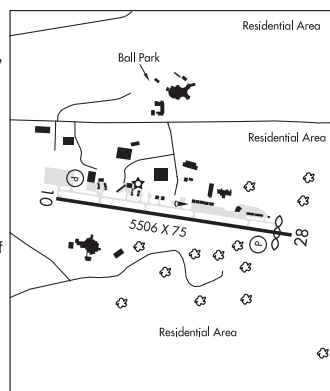 Residential Area
Ball Park
Residential Area
P
10
5506 X 75
28
P
Residential Area
f